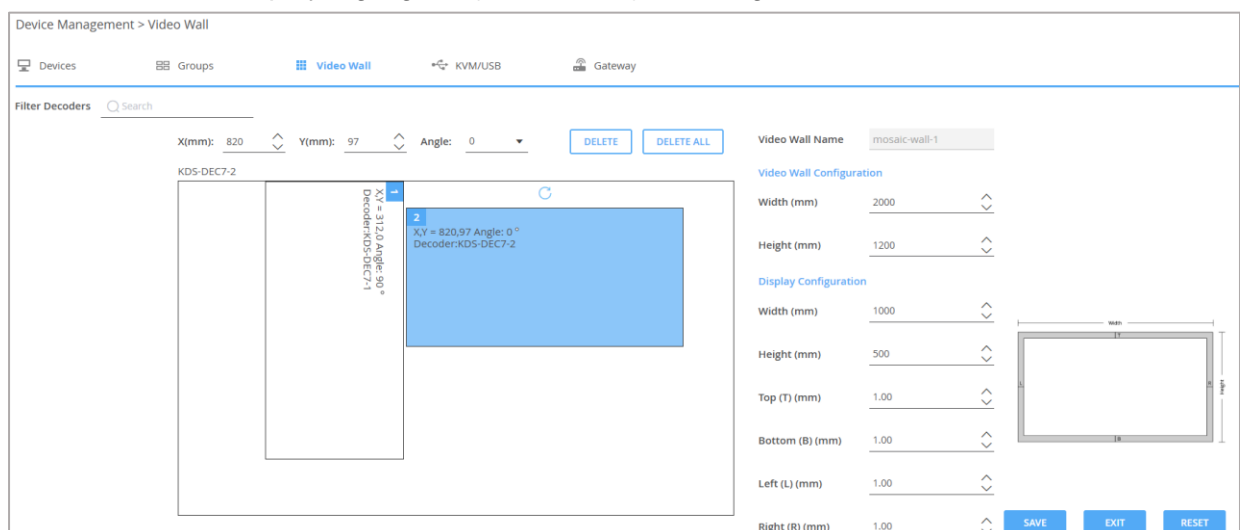 Device Management > Video Wall
Devices Groups Video Wall KVM/USB Gateway
Filter Decoders Search
X(mm): 820 Y(mm): 97 Angle: 0 DELETE DELETE ALL
KDS-DEC7-2
1
X,Y = 312,0 Angle: 90 °
Decoder:KDS-DEC7-1
2
X,Y = 820,97 Angle: 0 °
Decoder:KDS-DEC7-2
Video Wall Name mosaic-wall-1
Video Wall Configuration
Width (mm) 2000
Height (mm) 1200
Display Configuration
Width (mm) 1000
Height (mm) 500
Top (T) (mm) 1.00
Bottom (B) (mm) 1.00
Left (L) (mm) 1.00
Right (R) (mm) 1.00
Width
T
L
R
Height
B
SAVE EXIT RESET